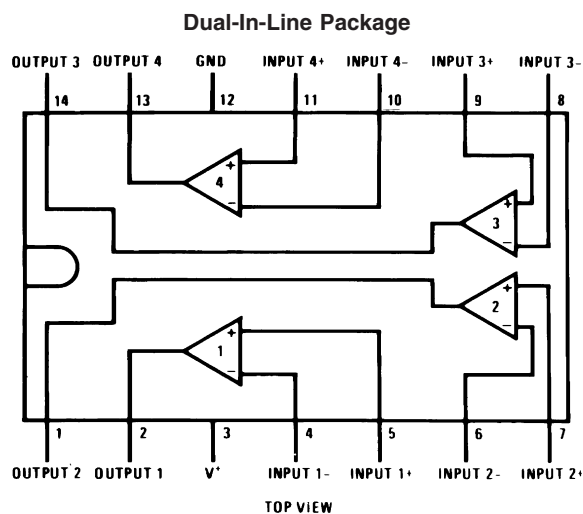 Dual-In-Line Package
OUTPUT 3 OUTPUT 4 GND INPUT 4+ INPUT 4- INPUT 3+ INPUT 3-
14 13 12 11 10 9 8
+
4
-
+
3
-
+
2
-
+
1
-
1 2 3 4 5 6 7
OUTPUT 2 OUTPUT 1 V+ INPUT 1- INPUT 1+ INPUT 2- INPUT 2+
TOP VIEW